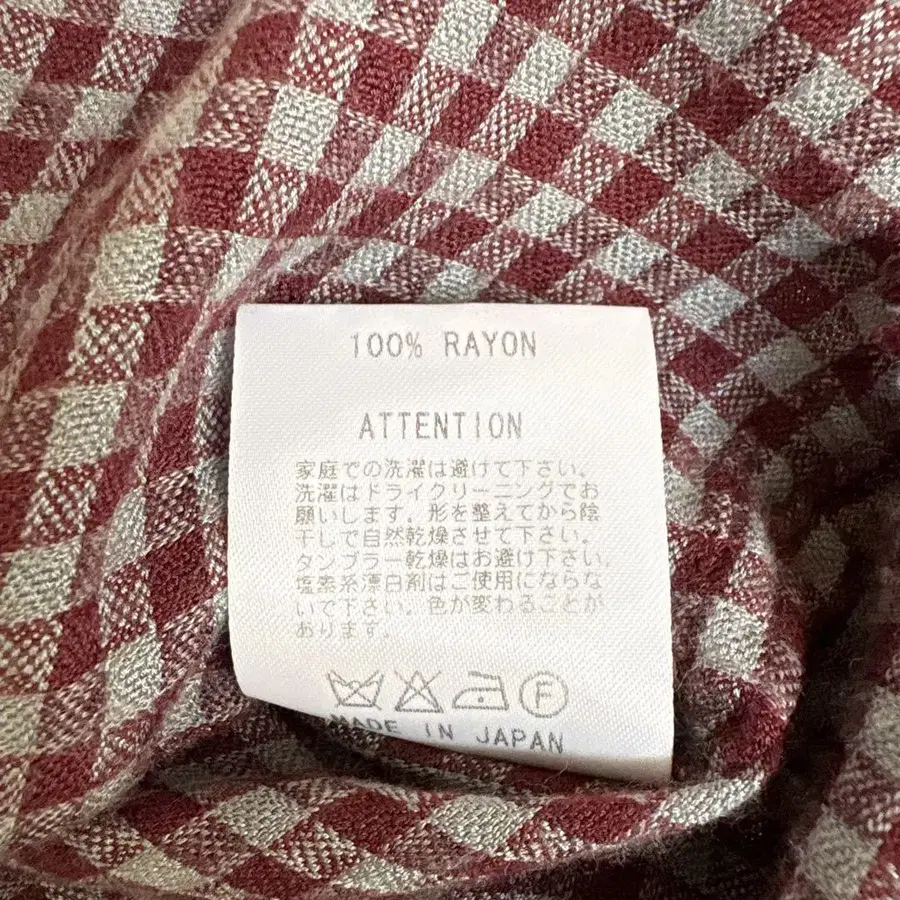 100% RAYON
ATTENTION
家庭での洗濯は避けて下さい。
洗濯はドライクリーニングでお
願いします。形を整えてから陰
干しで自然乾燥させて下さい。
タンブラー乾燥はお避け下さい。
塩素系漂白剤はご使用にならな
いで下さい。色が変わることが
あります。
F
MADE IN JAPAN